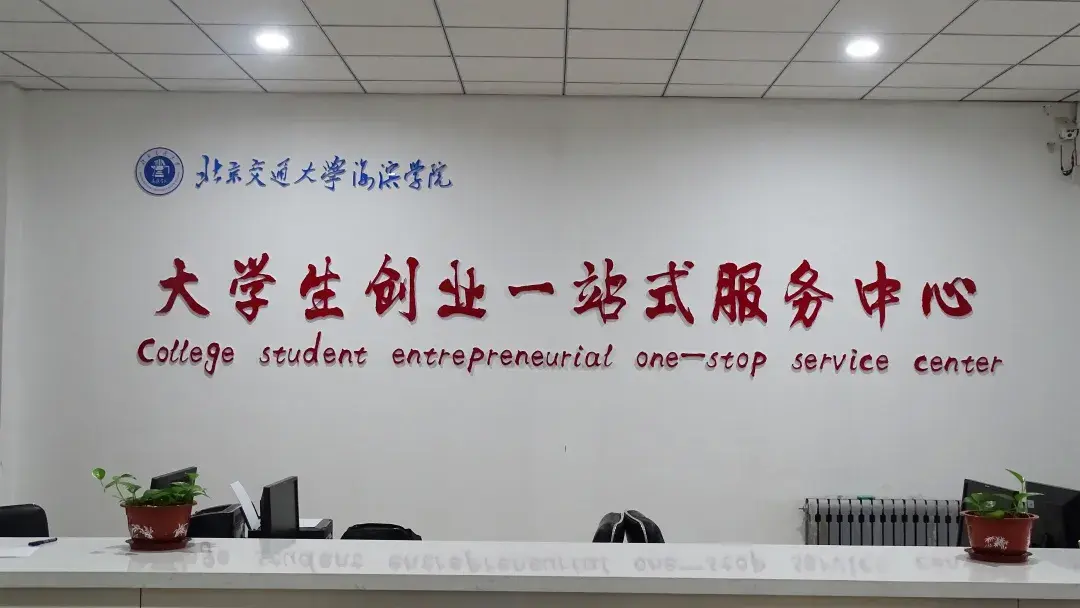 北京交通大学海滨学院
大学生创业一站式服务中心
College student entrepreneurial one-stop service center